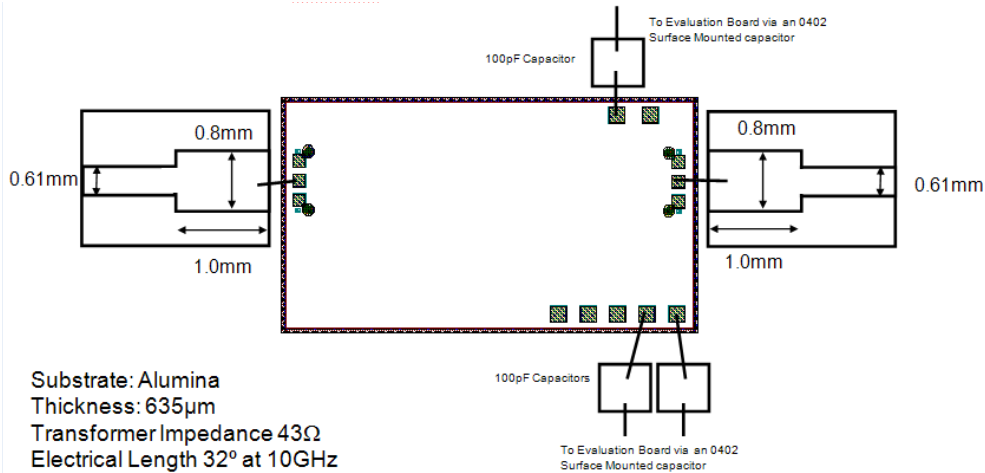 To Evaluation Board via an 0402
Surface Mounted capacitor
100pF Capacitor
0.8mm
0.8mm
0.61mm
0.61mm
1.0mm
1.0mm
Substrate: Alumina
Thickness: 635μm
Transformer Impedance 43Ω
Electrical Length 32º at 10GHz
100pF Capacitors
To Evaluation Board via an 0402
Surface Mounted capacitor